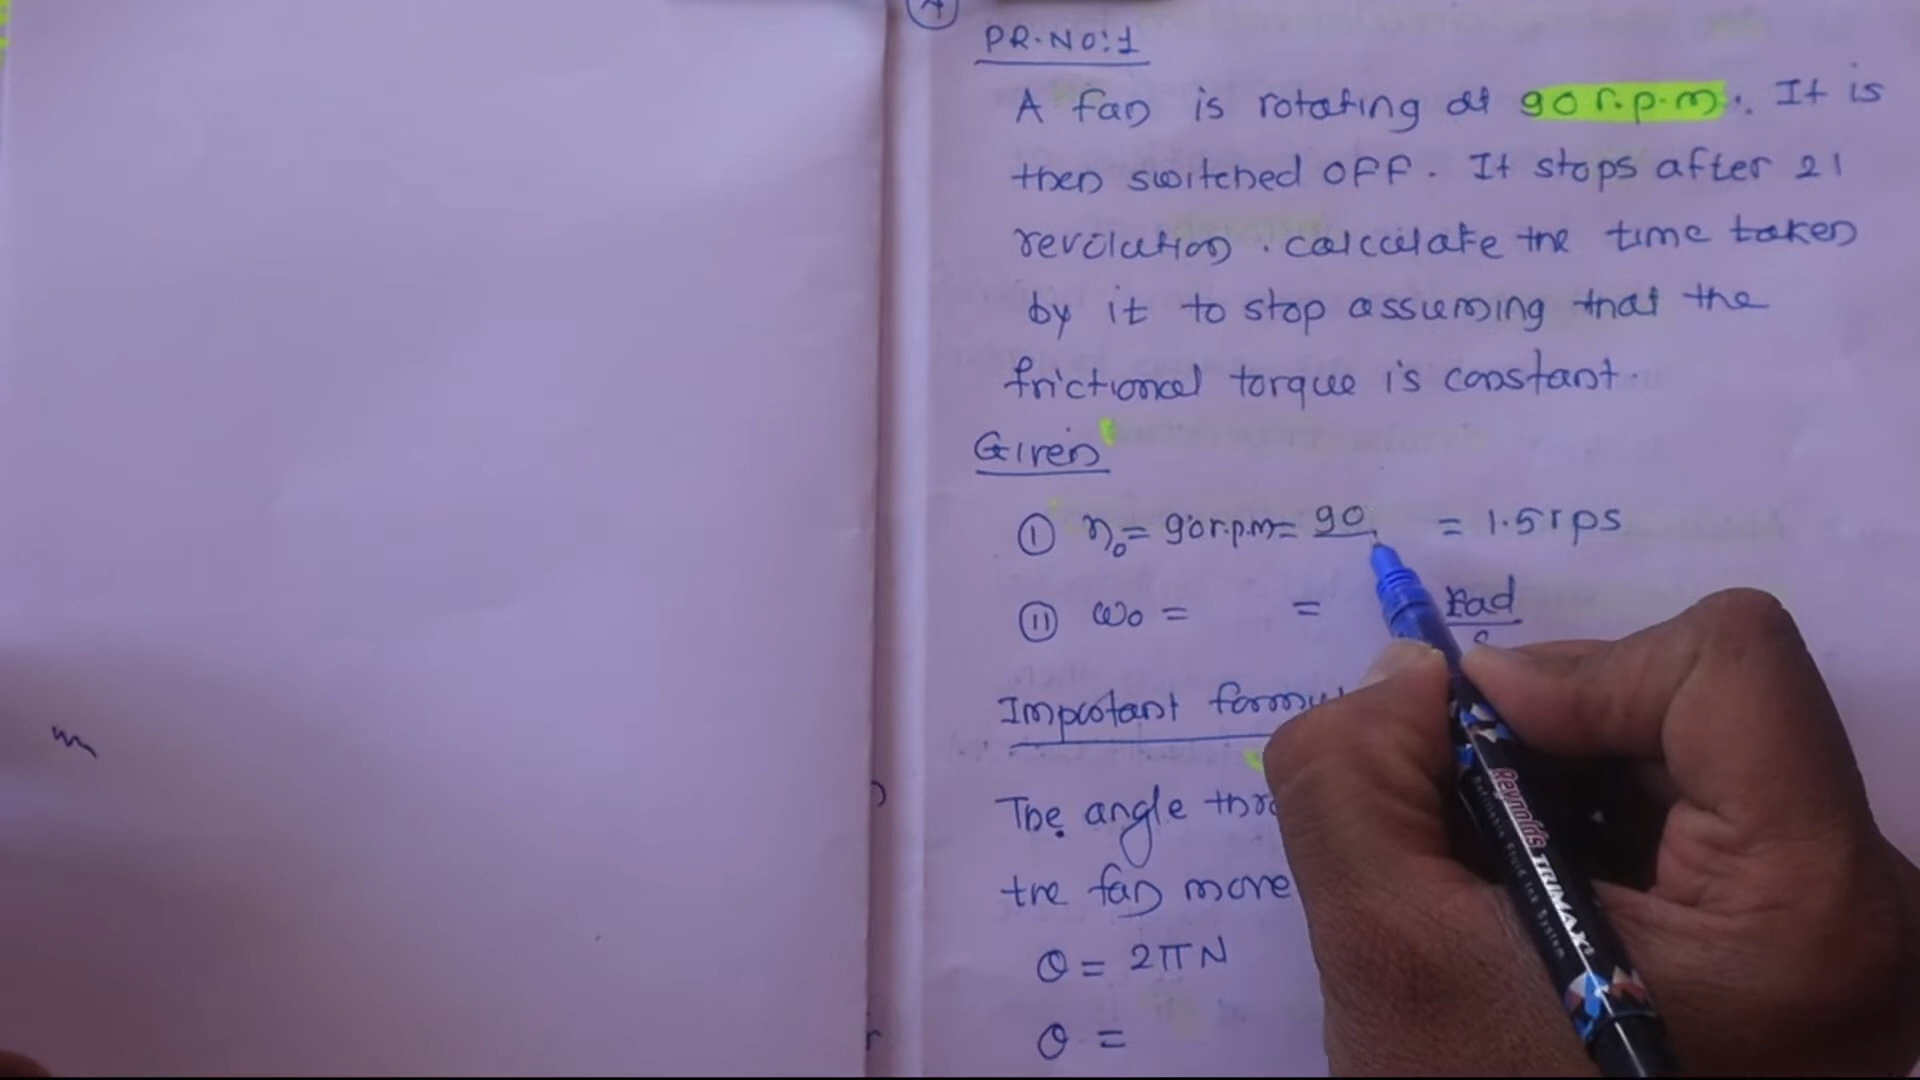 PR.NO:1
A fan is rotating at 90 r.p.m. It is
then switched OFF. It stops after 21
revolution. calculate the time taken
by it to stop assuming that the
frictional torque is constant.
Given
① n₀ = 90 r.p.m = 90 = 1.5 rps
② ω₀ = = rad
Important
The angle
the fan move
θ = 2πN
θ =
Reynolds TRIMAX